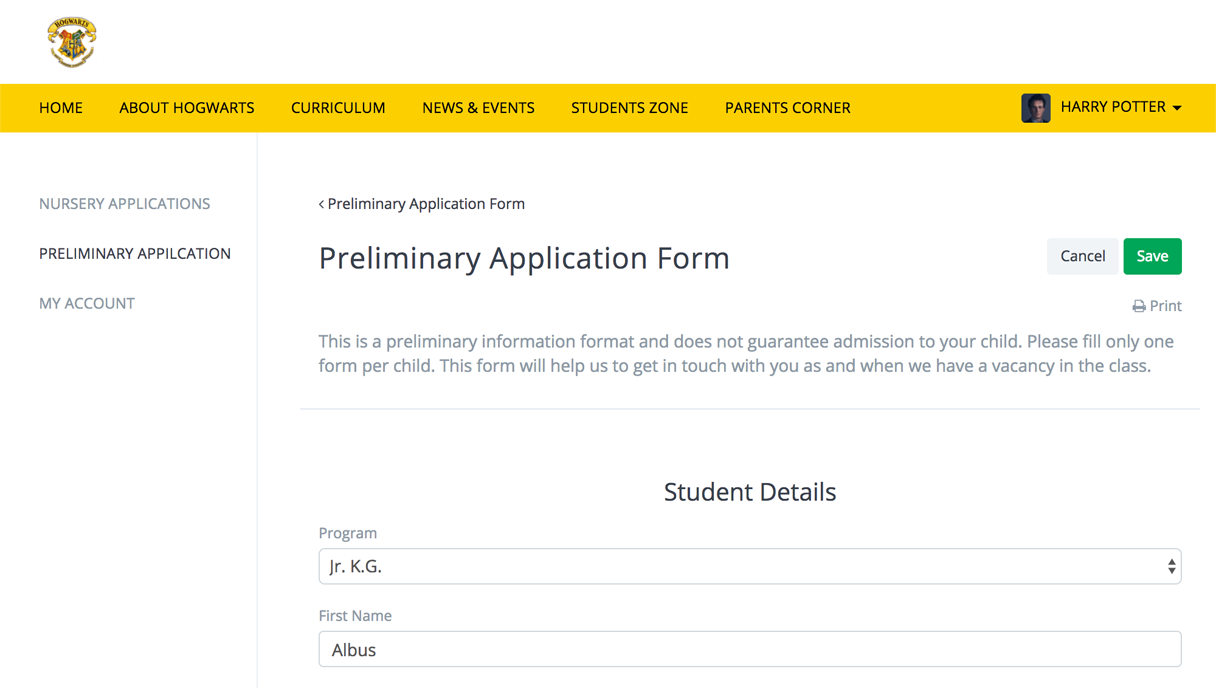 HOGWARTS
HOME ABOUT HOGWARTS CURRICULUM NEWS & EVENTS STUDENTS ZONE PARENTS CORNER HARRY POTTER
NURSERY APPLICATIONS
PRELIMINARY APPILCATION
MY ACCOUNT
‹ Preliminary Application Form
Preliminary Application Form
Cancel Save
Print
This is a preliminary information format and does not guarantee admission to your child. Please fill only one
form per child. This form will help us to get in touch with you as and when we have a vacancy in the class.
Student Details
Program
Jr. K.G.
First Name
Albus